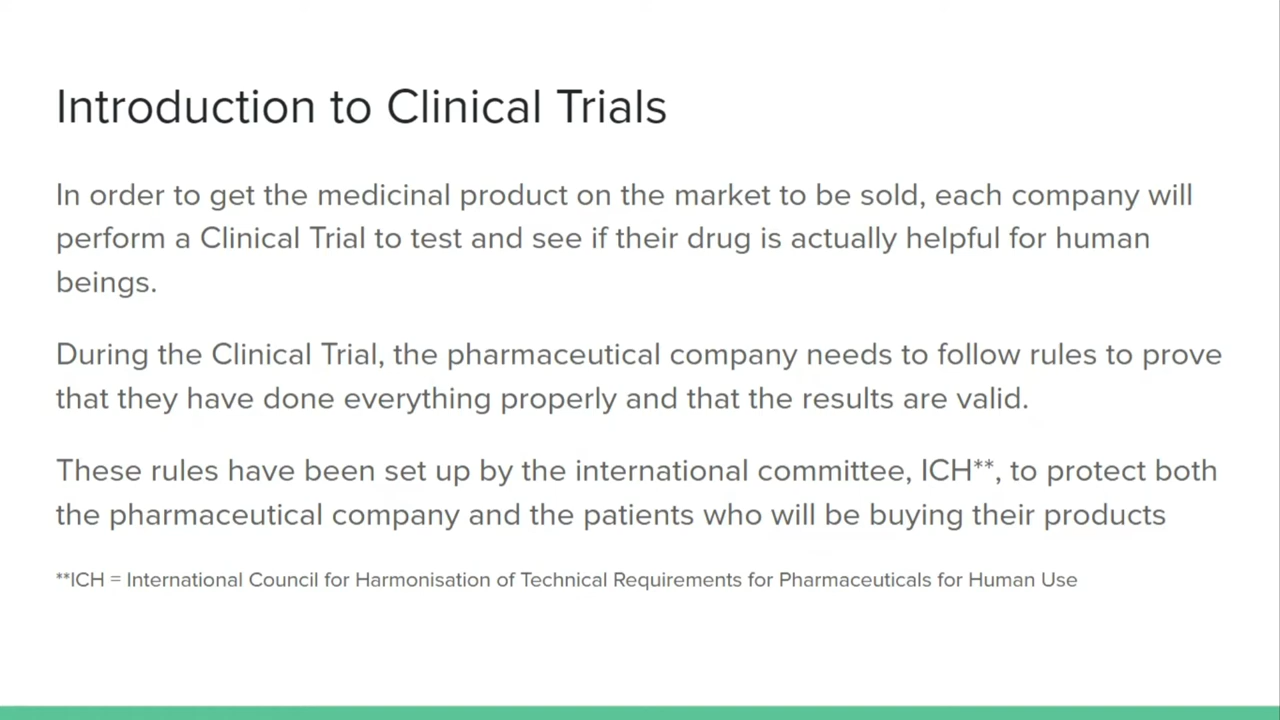 Introduction to Clinical Trials
In order to get the medicinal product on the market to be sold, each company will
perform a Clinical Trial to test and see if their drug is actually helpful for human
beings.
During the Clinical Trial, the pharmaceutical company needs to follow rules to prove
that they have done everything properly and that the results are valid.
These rules have been set up by the international committee, ICH**, to protect both
the pharmaceutical company and the patients who will be buying their products
**ICH = International Council for Harmonisation of Technical Requirements for Pharmaceuticals for Human Use